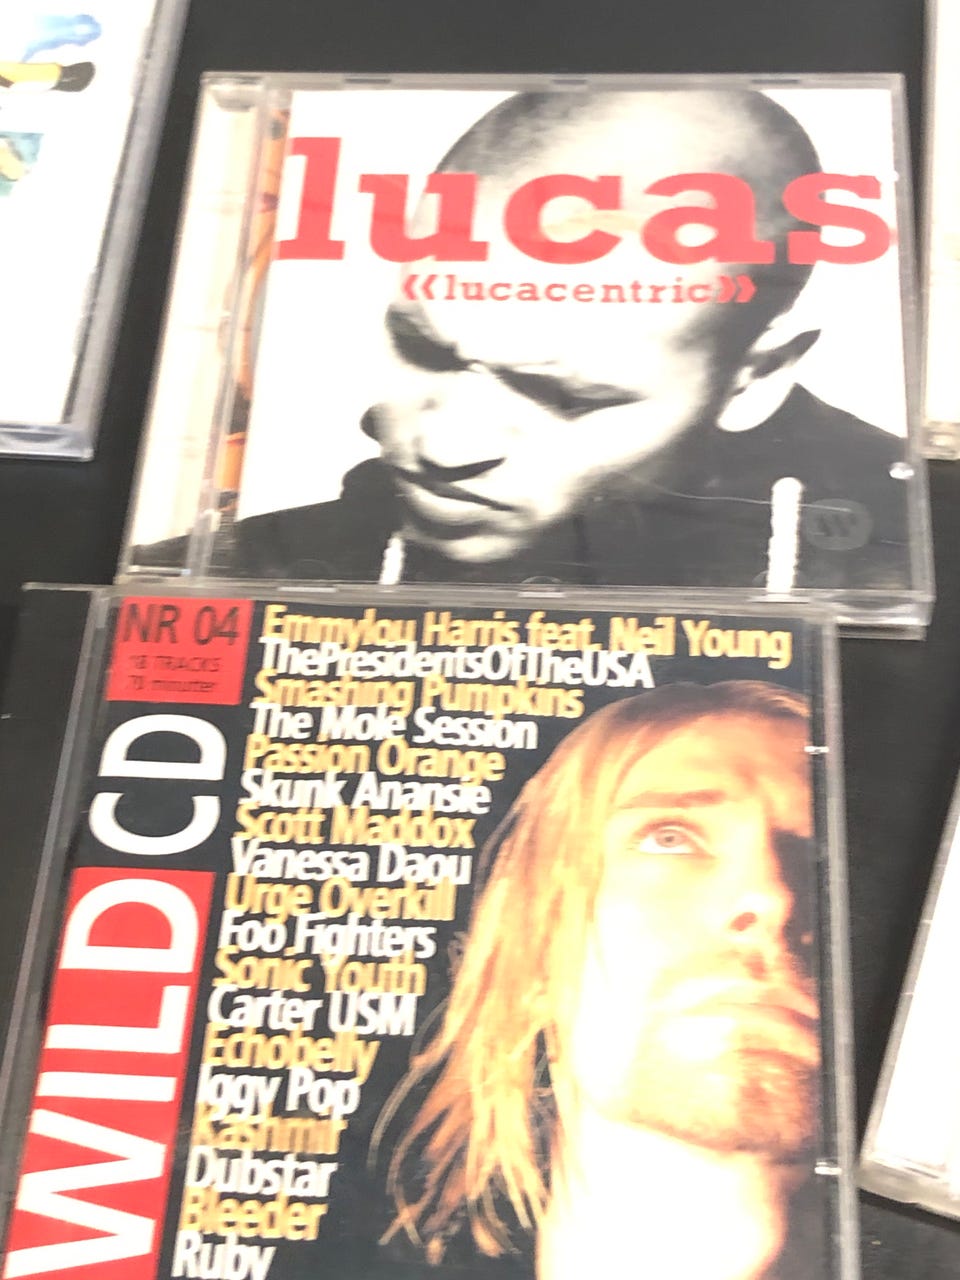 lucas
«lucacentric»
NR 04
18 TRACKS
70 minutter
WILD CD
Emmylou Harris feat. Neil Young
ThePresidentsOfTheUSA
Smashing Pumpkins
The Mole Session
Passion Orange
Skunk Anansie
Scott Maddox
Vanessa Daou
Urge Overkill
Foo Fighters
Sonic Youth
Carter USM
Echobelly
Iggy Pop
Kashmir
Dubstar
Bleeder
Ruby